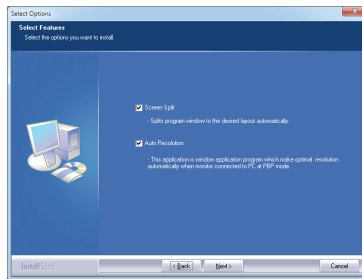 Select Options
Select Features
Select the options you want to install.
Screen Split
- Splits program window to the desired layout automatically.
Auto Resolution
- This application is window application program which make optimal resolution
automatically when monitor connected to PC at PBP mode.
InstallShield
< Back
Next >
Cancel